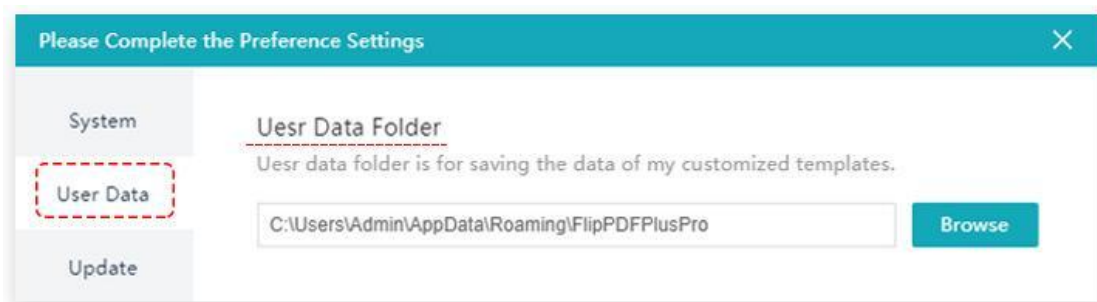 Please Complete the Preference Settings
System
Uesr Data Folder
Uesr data folder is for saving the data of my customized templates.
User Data
C:\Users\Admin\AppData\Roaming\FlipPDFPlusPro
Browse
Update